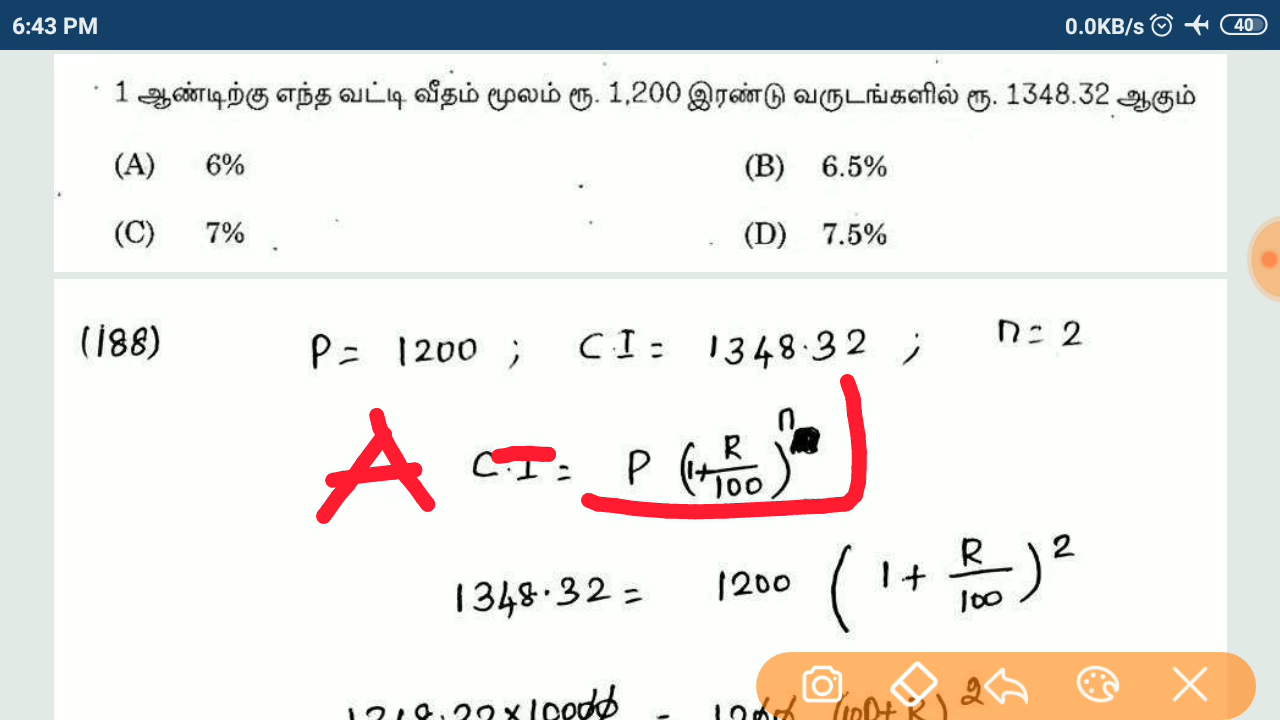 6:43 PM 0.0KB/s 40
1 ஆண்டிற்கு எந்த வட்டி வீதம் மூலம் ரூ. 1,200 இரண்டு வருடங்களில் ரூ. 1348.32 ஆகும்
(A) 6% (B) 6.5%
(C) 7% (D) 7.5%
(188) P = 1200 ; C.I = 1348.32 ; n = 2
A C.I = P (1+ R/100)^n
1348.32 = 1200 (1 + R/100)^2